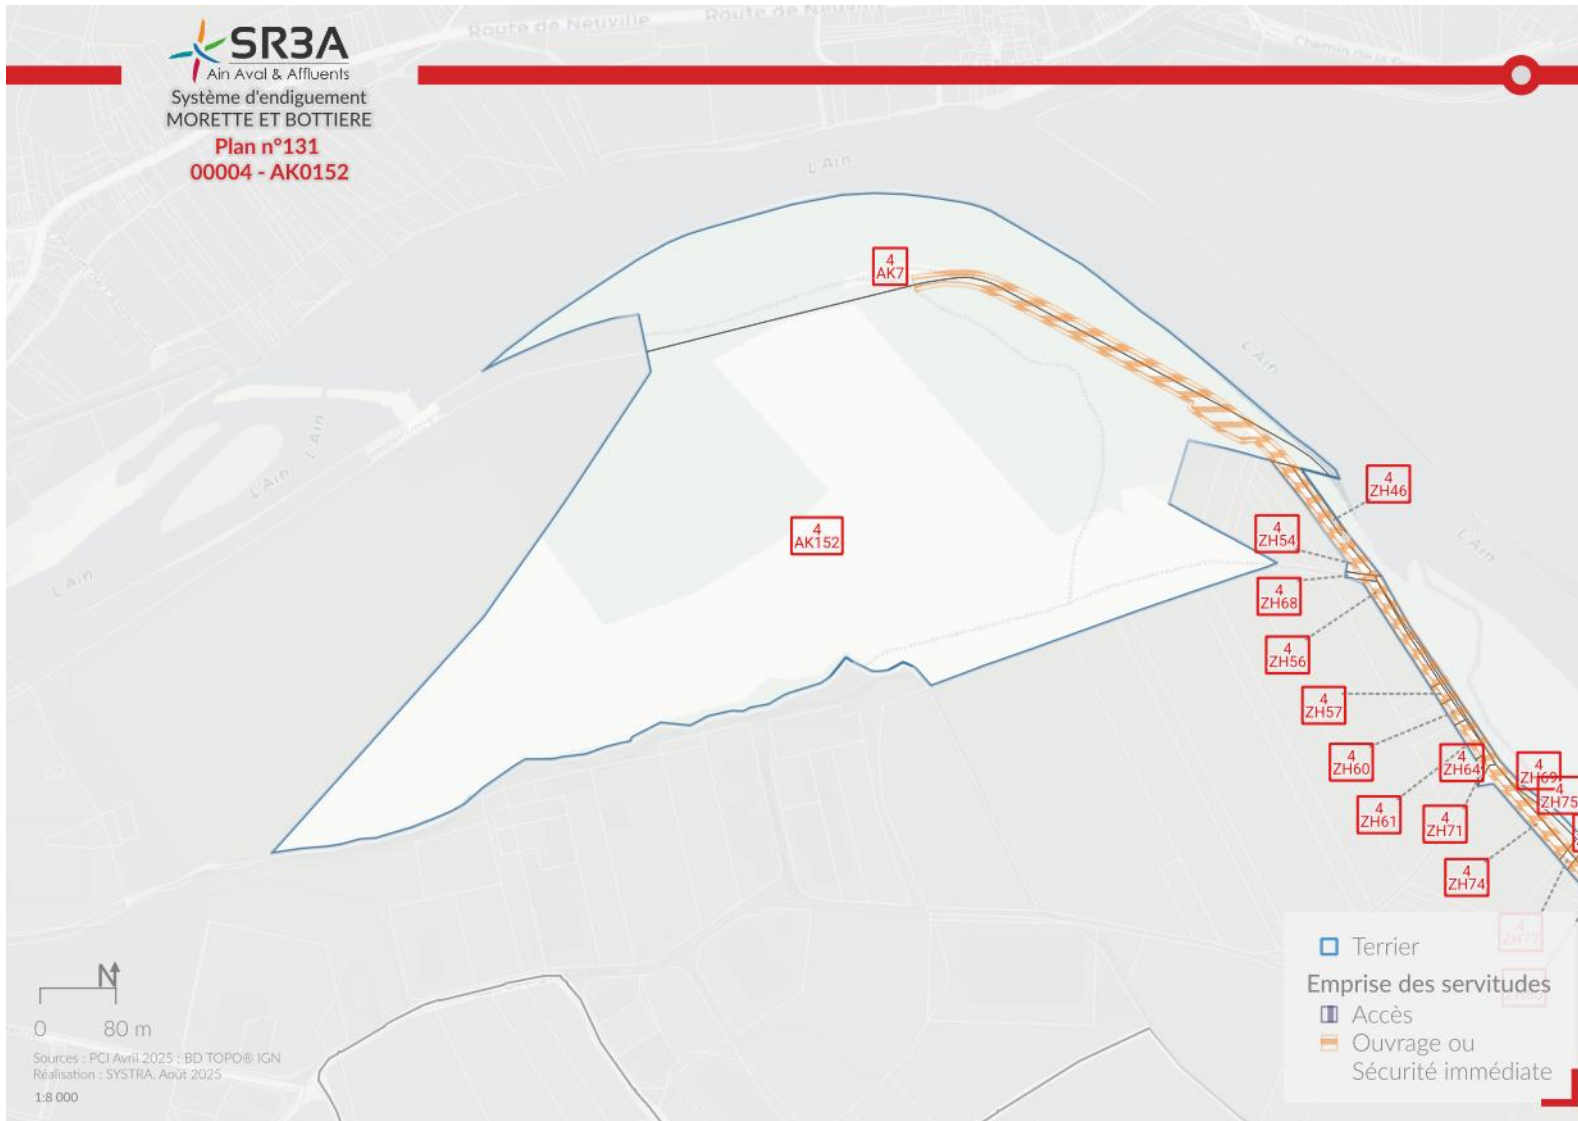 Route de Neuville
Route de Neuville
SR3A
Ain Aval & Affluents
Système d'endiguement
MORETTE ET BOTTIERE
Plan n°131
00004 - AK0152
L'Ain
4
AK7
L'Ain
L'Ain
L'Ain
L'Ain
L'Ain
4
ZH46
4
AK152
4
ZH54
4
ZH68
4
ZH56
4
ZH57
4
ZH60
4
ZH64
4
ZH69
4
ZH75
4
ZH61
4
ZH71
4
ZH74
4
ZH77
Terrier
Emprise des servitudes
Accès
Ouvrage ou
Sécurité immédiate
N
0 80 m
Sources : PCI Avril 2025 ; BD TOPO® IGN
Réalisation : SYSTRA, Août 2025
1:8 000